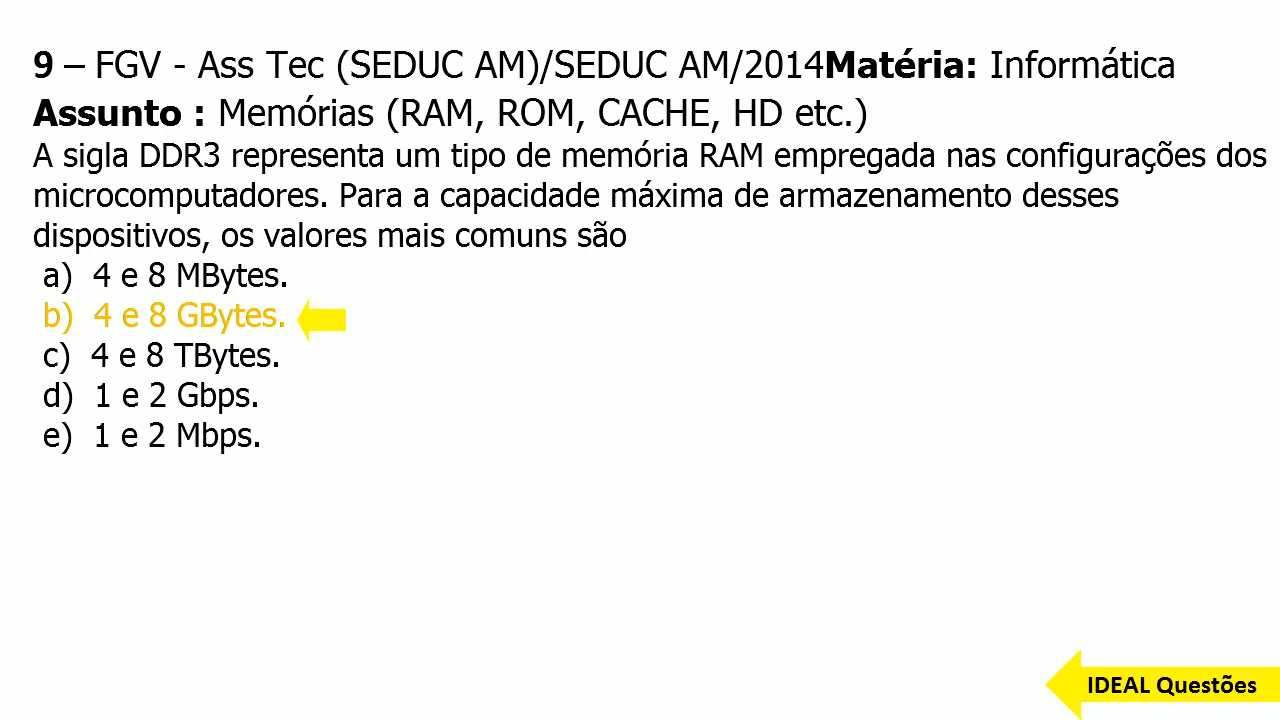 9 – FGV - Ass Tec (SEDUC AM)/SEDUC AM/2014Matéria: Informática
Assunto : Memórias (RAM, ROM, CACHE, HD etc.)
A sigla DDR3 representa um tipo de memória RAM empregada nas configurações dos
microcomputadores. Para a capacidade máxima de armazenamento desses
dispositivos, os valores mais comuns são
a) 4 e 8 MBytes.
b) 4 e 8 GBytes.
c) 4 e 8 TBytes.
d) 1 e 2 Gbps.
e) 1 e 2 Mbps.
IDEAL Questões